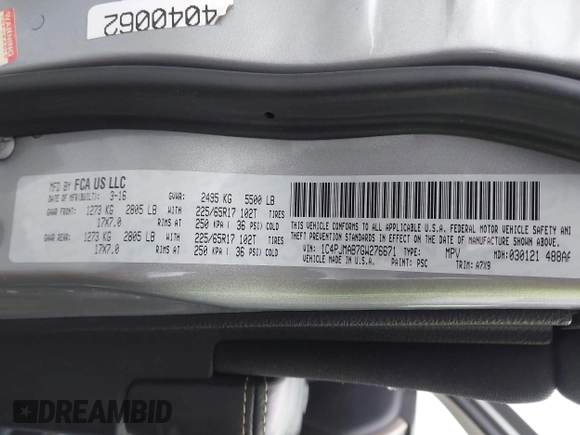 WARNING
4040062
MFD BY FCA US LLC
DATE OF MFR(BUILT): 3-16 GVWR: 2495 KG 5500 LB
GAWR FRONT: 1273 KG 2805 LB WITH 225/65R17 102T TIRES
17X7.0 RIMS AT 250 KPA ( 36 PSI) COLD
GAWR REAR: 1273 KG 2805 LB WITH 225/65R17 102T TIRES
17X7.0 RIMS AT 250 KPA ( 36 PSI) COLD
THIS VEHICLE CONFORMS TO ALL APPLICABLE U.S.A. FEDERAL MOTOR VEHICLE SAFETY
THEFT PREVENTION STANDARDS IN EFFECT ON THE DATE OF MANUFACTURE SHOWN
VIN: 1C4PJMAB7GW276671 TYPE: MPV MDH: 030121 488AF
VEHICLE MADE IN U.S.A. PAINT: PSC TRIM: A7X9
DREAMBID